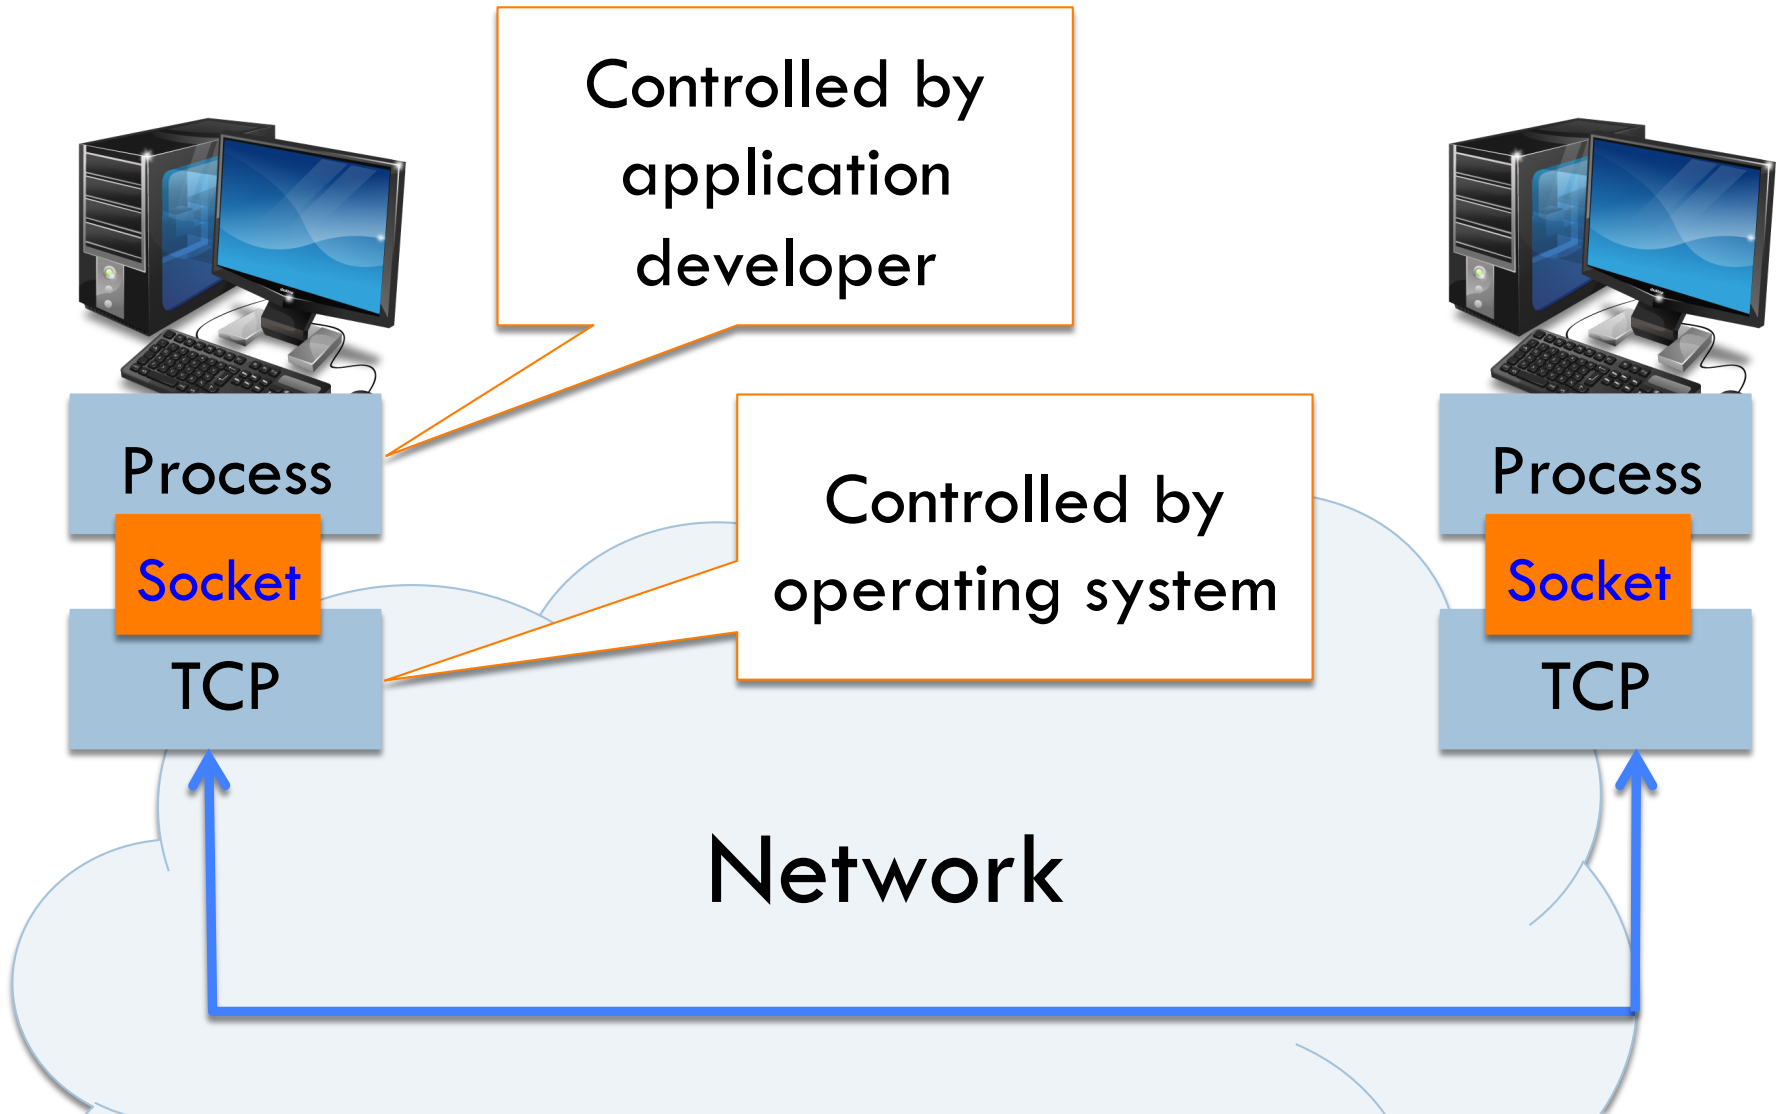 Controlled by
application
developer
Process
Process
Controlled by
operating system
Socket
Socket
TCP
TCP
Network